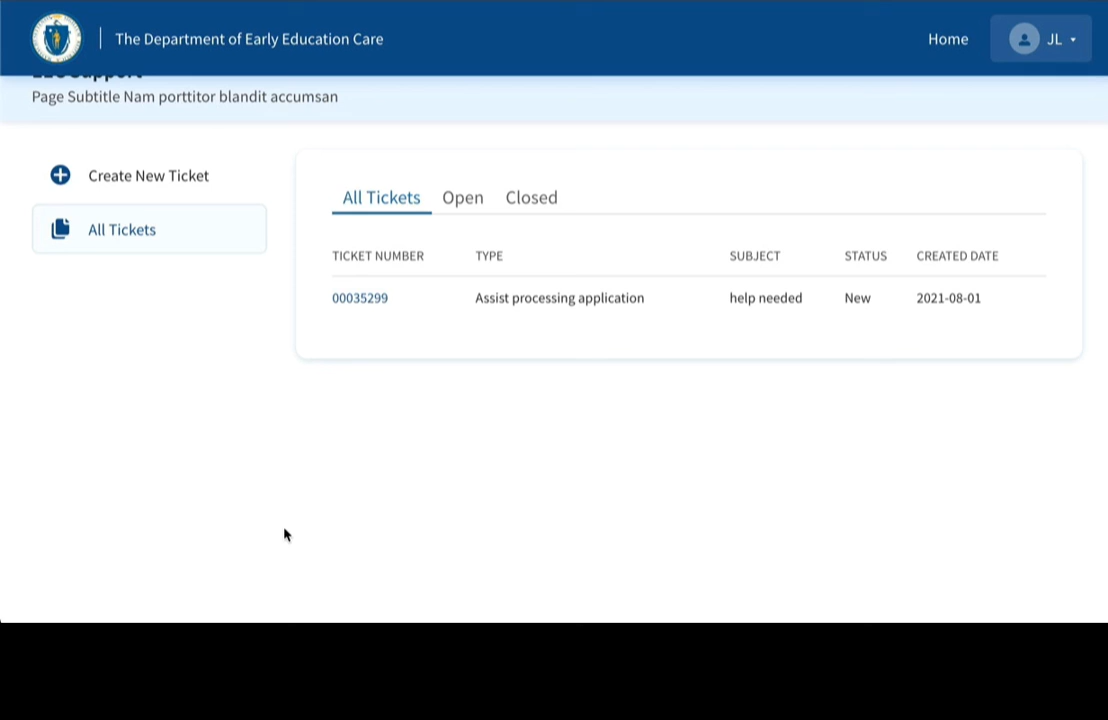 The Department of Early Education Care
Home
JL
Support
Page Subtitle Nam porttitor blandit accumsan
Create New Ticket
All Tickets
All Tickets Open Closed
TICKET NUMBER TYPE SUBJECT STATUS CREATED DATE
00035299 Assist processing application help needed New 2021-08-01